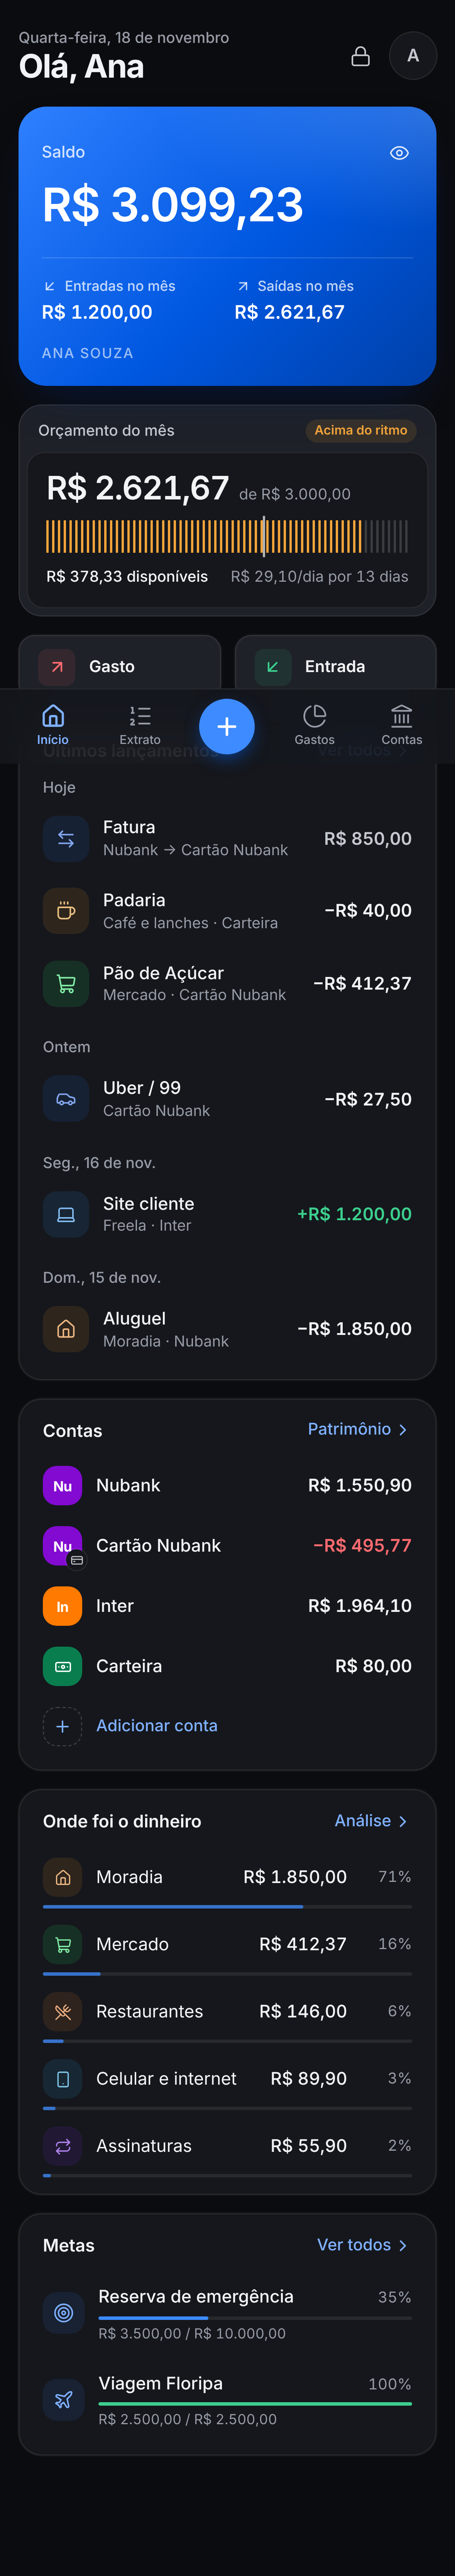 Quarta-feira, 18 de novembro
Olá, Ana
A
Saldo
R$ 3.099,23
Entradas no mês
Saídas no mês
R$ 1.200,00
R$ 2.621,67
ANA SOUZA
Orçamento do mês
Acima do ritmo
R$ 2.621,67 de R$ 3.000,00
R$ 378,33 disponíveis
R$ 29,10/dia por 13 dias
Gasto
Entrada
Início
Extrato
Gastos
Contas
Últimos lançamentos
Ver todos
Hoje
Fatura
R$ 850,00
Nubank → Cartão Nubank
Padaria
−R$ 40,00
Café e lanches · Carteira
Pão de Açúcar
−R$ 412,37
Mercado · Cartão Nubank
Ontem
Uber / 99
−R$ 27,50
Cartão Nubank
Seg., 16 de nov.
Site cliente
+R$ 1.200,00
Freela · Inter
Dom., 15 de nov.
Aluguel
−R$ 1.850,00
Moradia · Nubank
Contas
Patrimônio
Nu
Nubank
R$ 1.550,90
Nu
Cartão Nubank
−R$ 495,77
In
Inter
R$ 1.964,10
Carteira
R$ 80,00
Adicionar conta
Onde foi o dinheiro
Análise
Moradia
R$ 1.850,00
71%
Mercado
R$ 412,37
16%
Restaurantes
R$ 146,00
6%
Celular e internet
R$ 89,90
3%
Assinaturas
R$ 55,90
2%
Metas
Ver todos
Reserva de emergência
35%
R$ 3.500,00 / R$ 10.000,00
Viagem Floripa
100%
R$ 2.500,00 / R$ 2.500,00